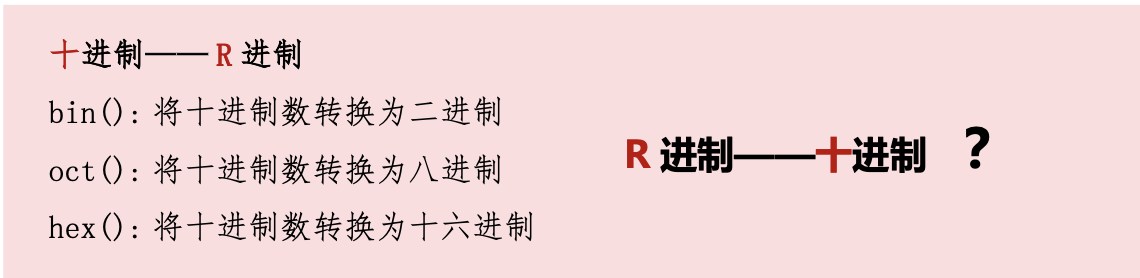 十进制——R 进制
bin(): 将十进制数转换为二进制
oct(): 将十进制数转换为八进制
hex(): 将十进制数转换为十六进制
R 进制——十进制 ?